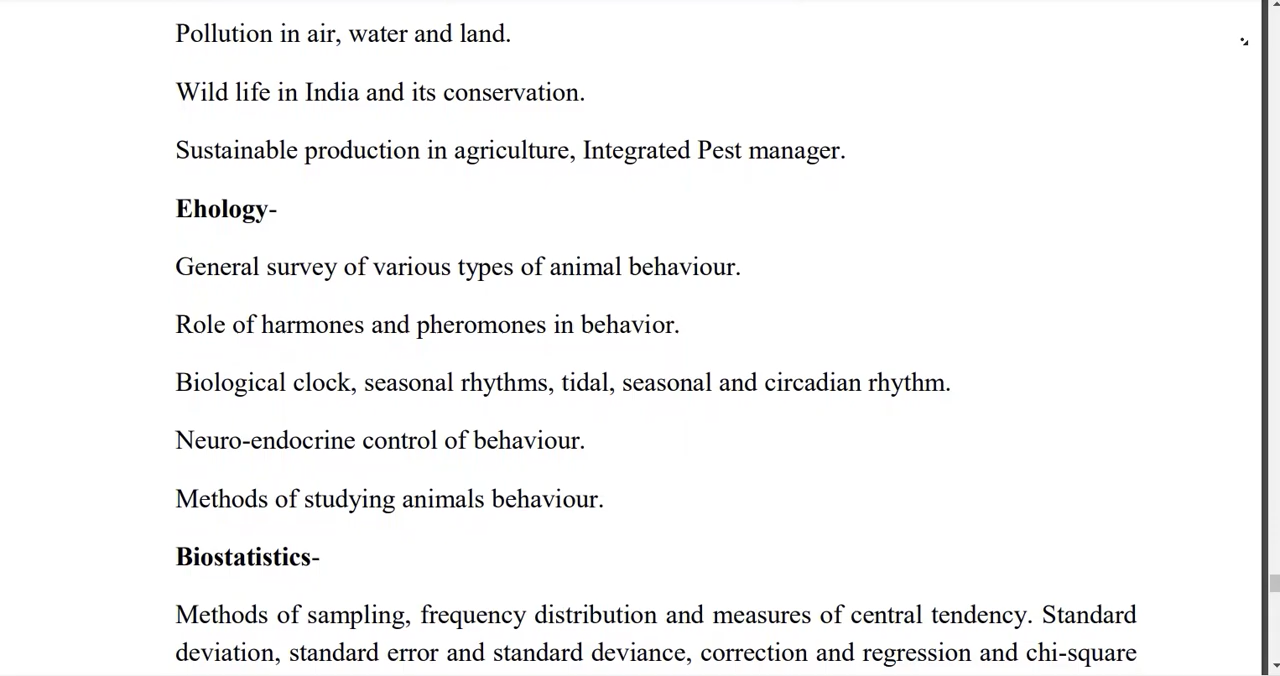 Pollution in air, water and land.
Wild life in India and its conservation.
Sustainable production in agriculture, Integrated Pest manager.
Ehology-
General survey of various types of animal behaviour.
Role of harmones and pheromones in behavior.
Biological clock, seasonal rhythms, tidal, seasonal and circadian rhythm.
Neuro-endocrine control of behaviour.
Methods of studying animals behaviour.
Biostatistics-
Methods of sampling, frequency distribution and measures of central tendency. Standard
deviation, standard error and standard deviance, correction and regression and chi-square